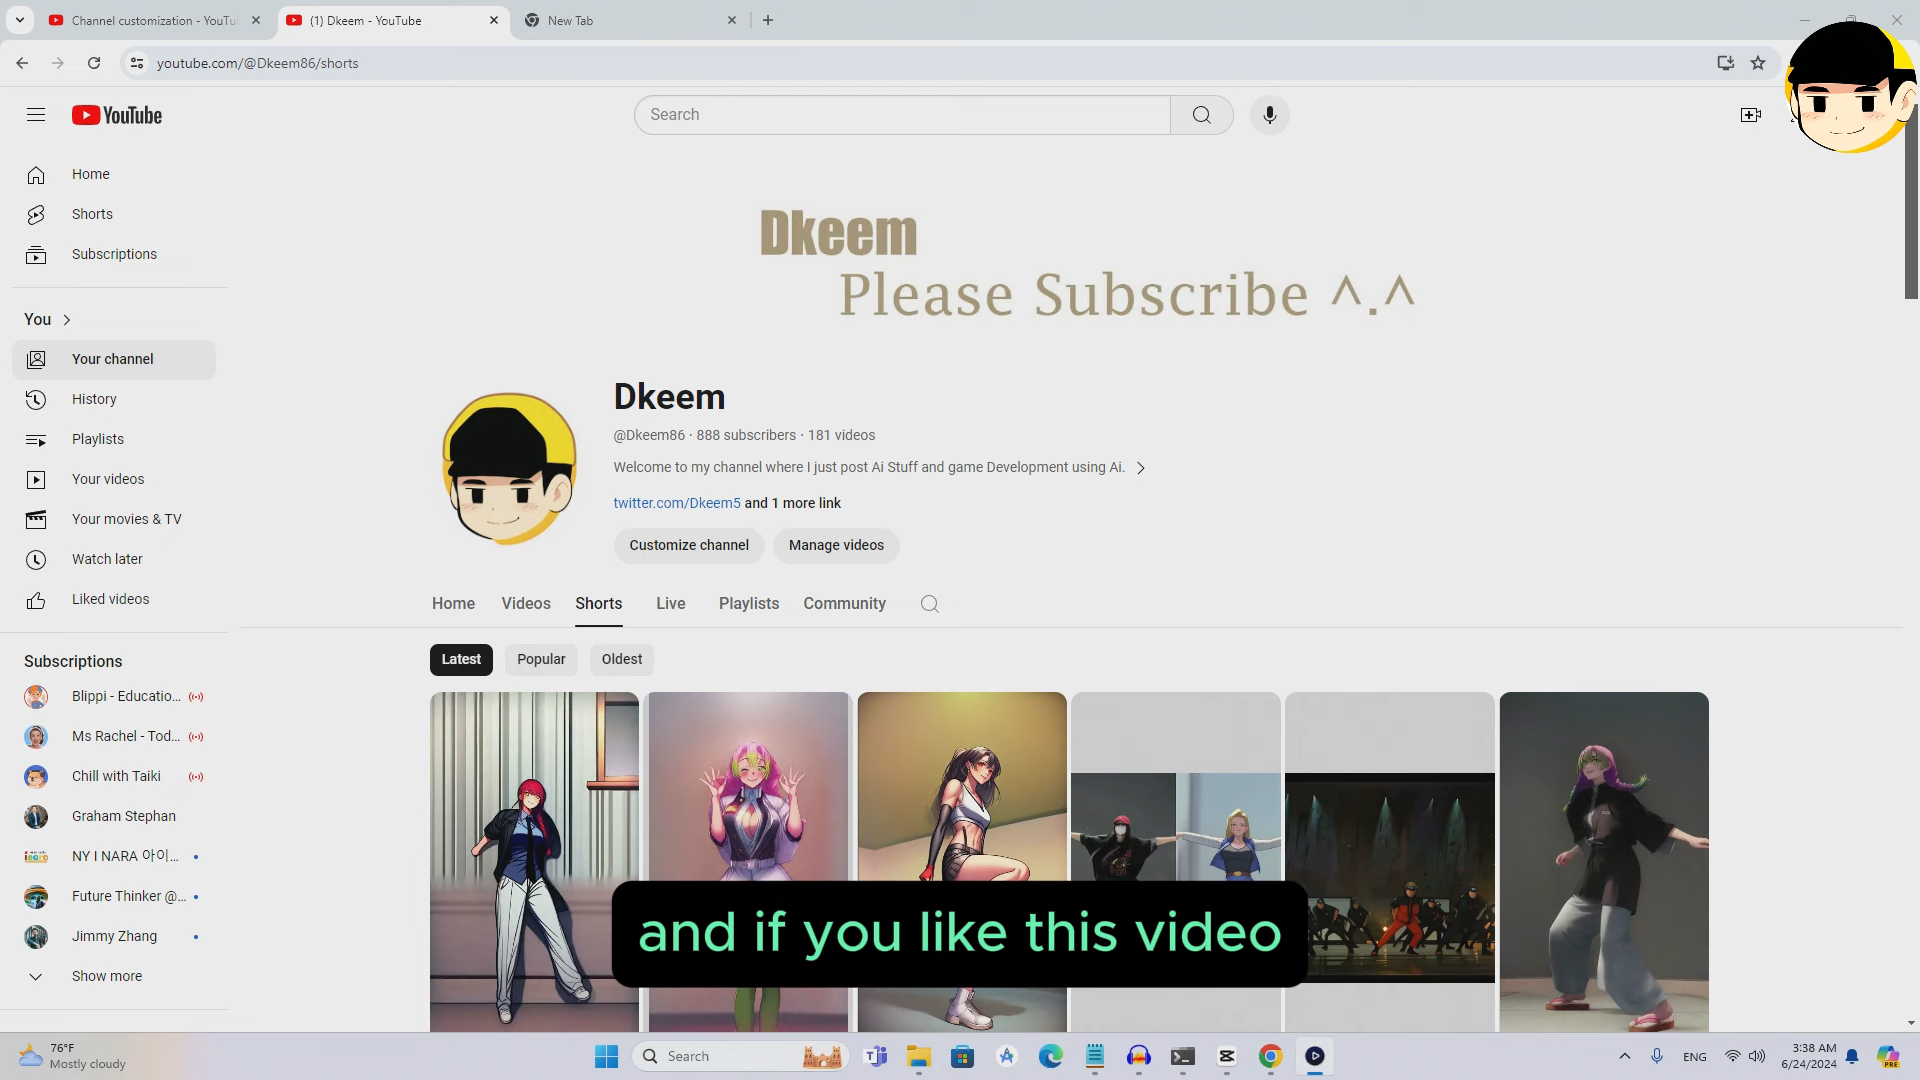 Channel customization - YouTu
(1) Dkeem - YouTube
New Tab
youtube.com/@Dkeem86/shorts
YouTube
Search
Home
Shorts
Subscriptions
You
Your channel
History
Playlists
Your videos
Your movies & TV
Watch later
Liked videos
Subscriptions
Blippi - Educatio...
Ms Rachel - Tod...
Chill with Taiki
Graham Stephan
NY I NARA 아이...
Future Thinker @...
Jimmy Zhang
Show more
Dkeem
Please Subscribe ^.^
Dkeem
@Dkeem86 · 888 subscribers · 181 videos
Welcome to my channel where I just post Ai Stuff and game Development using Ai.
twitter.com/Dkeem5 and 1 more link
Customize channel
Manage videos
Home
Videos
Shorts
Live
Playlists
Community
Latest
Popular
Oldest
and if you like this video
76°F
Mostly cloudy
Search
ENG
3:38 AM
6/24/2024
PRE